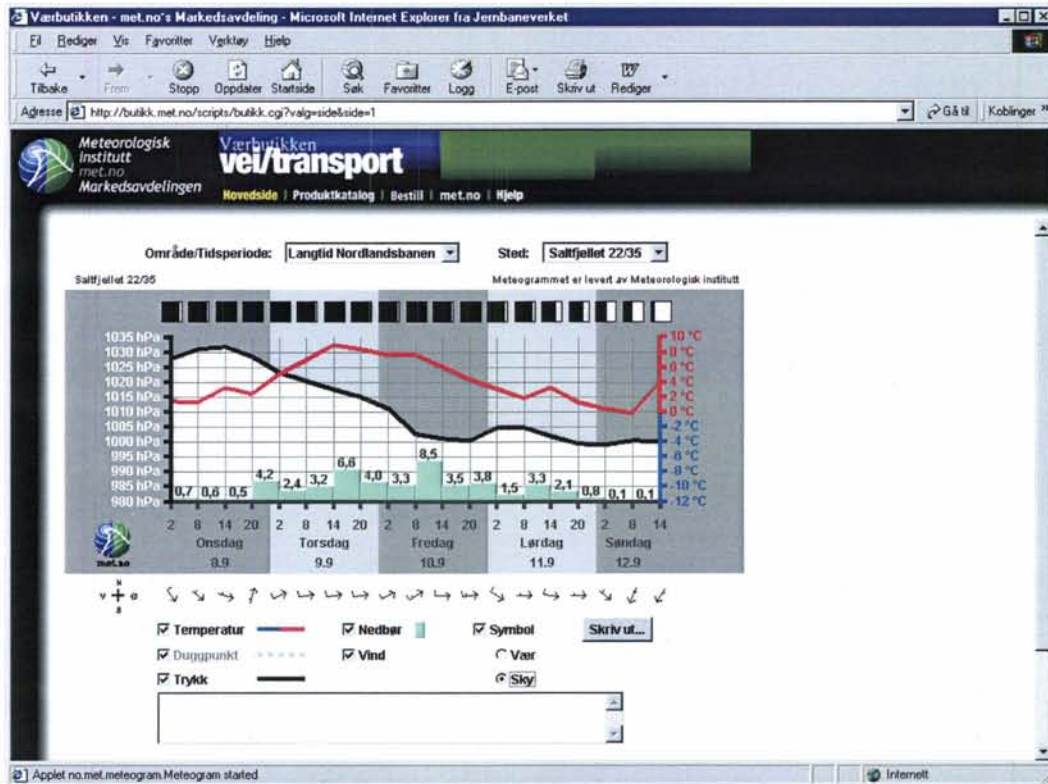 Værbutikken - met.no's Markedsavdeling - Microsoft Internet Explorer fra Jernbaneverket
Fil Rediger Vis Favoritter Verktøy Hjelp
Tilbake Frem Stopp Oppdater Startside Søk Favoritter Logg E-post Skriv ut Rediger
Adresse http://butikk.met.no/scripts/butikk.cgi?valg=side&side=1 Gå til Koblinger »
Meteorologisk
institutt
met.no
Markedsavdelingen
Værbutikken
vei/transport
Hovedside | Produktkatalog | Bestill | met.no | Hjelp
Område/Tidsperiode: Langtid Nordlandsbanen Sted: Saltfjellet 22/35
Saltfjellet 22/35 Meteogrammet er levert av Meteorologisk institutt
1035 hPa 10 °C
1030 hPa 8 °C
1025 hPa 6 °C
1020 hPa 4 °C
1015 hPa 2 °C
1010 hPa 0 °C
1005 hPa -2 °C
1000 hPa -4 °C
995 hPa -6 °C
990 hPa -8 °C
985 hPa -10 °C
980 hPa -12 °C
0,7 0,6 0,5 4,2 2,4 3,2 6,6 4,0 3,3 8,5 3,5 3,8 1,5 3,3 2,1 0,8 0,1 0,1
2 8 14 20 2 8 14 20 2 8 14 20 2 8 14 20 2 8 14
Onsdag Torsdag Fredag Lørdag Søndag
met.no 8.9 9.9 10.9 11.9 12.9
N
V Ø
S
Temperatur Nedbør Symbol Skriv ut...
Duggpunkt Vind Vær
Trykk Sky
Applet no.met.meteogram.Meteogram started Internett